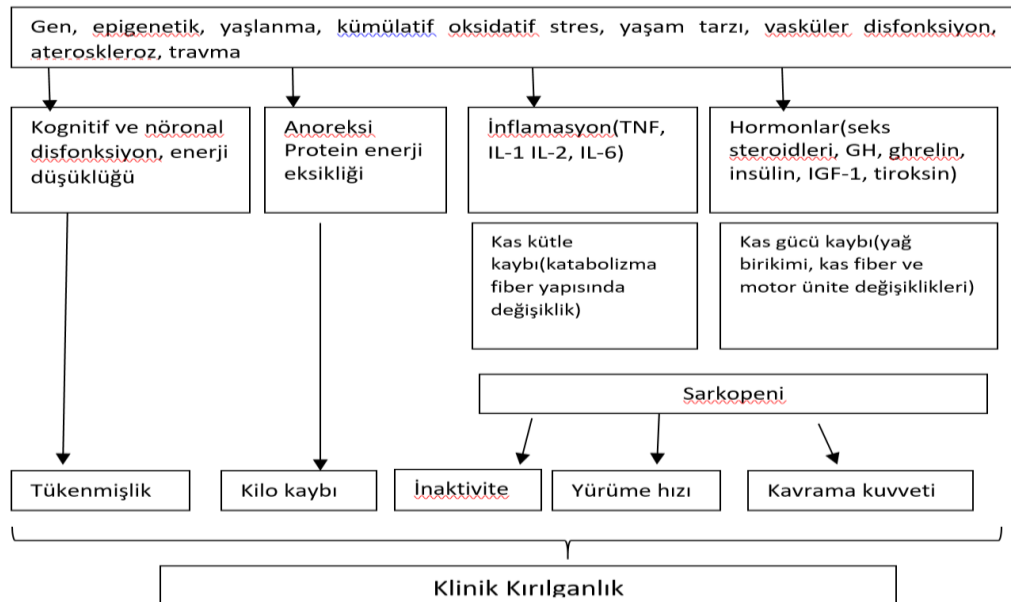 Gen, epigenetik, yaşlanma, kümülatif oksidatif stres, yaşam tarzı, vasküler disfonksiyon,
ateroskleroz, travma
Kognitif ve nöronal
disfonksiyon, enerji
düşüklüğü
Anoreksi
Protein enerji
eksikliği
İnflamasyon(TNF,
IL-1 IL-2, IL-6)
Hormonlar(seks
steroidleri, GH, ghrelin,
insülin, IGF-1, tiroksin)
Kas kütle
kaybı(katabolizma
fiber yapısında
değişiklik)
Kas gücü kaybı(yağ
birikimi, kas fiber ve
motor ünite değişiklikleri)
Sarkopeni
Tükenmişlik
Kilo kaybı
İnaktivite
Yürüme hızı
Kavrama kuvveti
Klinik Kırılganlık